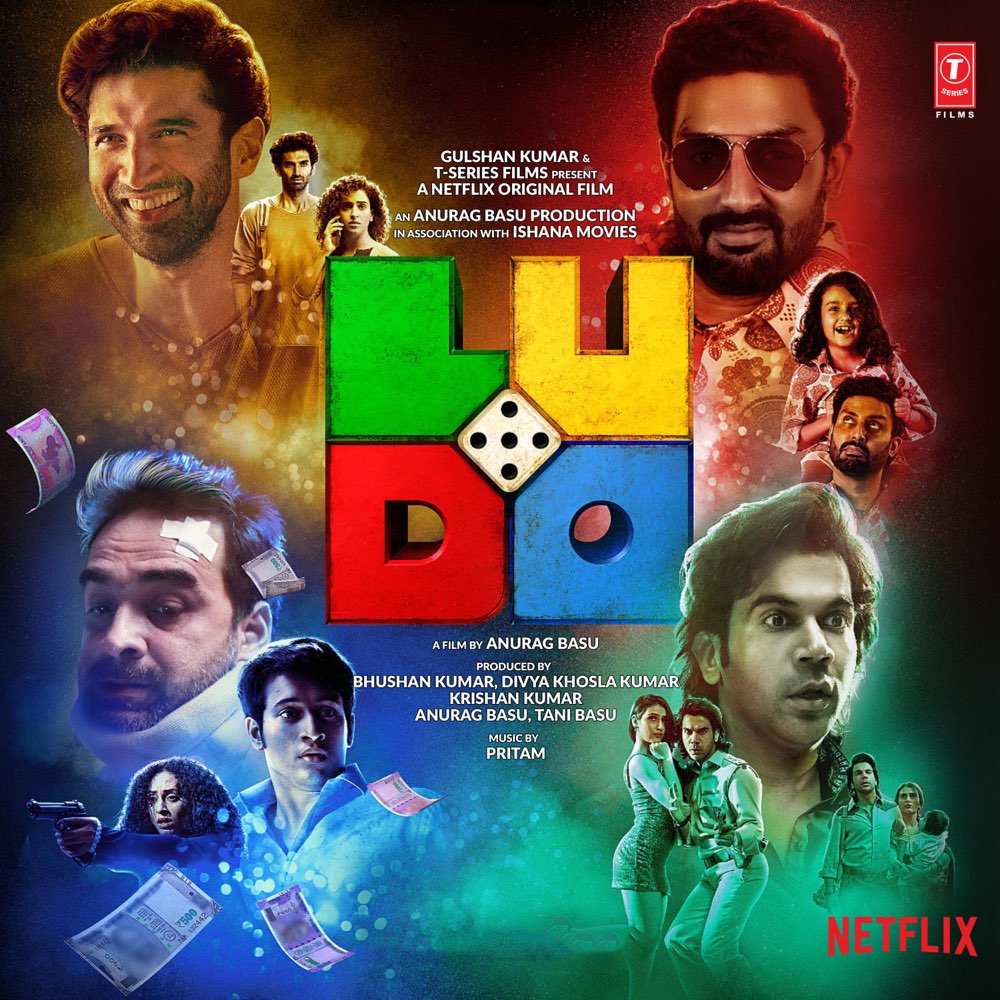 T
SERIES
FILMS
GULSHAN KUMAR &
T-SERIES FILMS PRESENT
A NETFLIX ORIGINAL FILM
AN ANURAG BASU PRODUCTION
IN ASSOCIATION WITH ISHANA MOVIES
LU
DO
A FILM BY ANURAG BASU
PRODUCED BY
BHUSHAN KUMAR, DIVYA KHOSLA KUMAR
KRISHAN KUMAR
ANURAG BASU, TANI BASU
MUSIC BY
PRITAM
₹500
NETFLIX